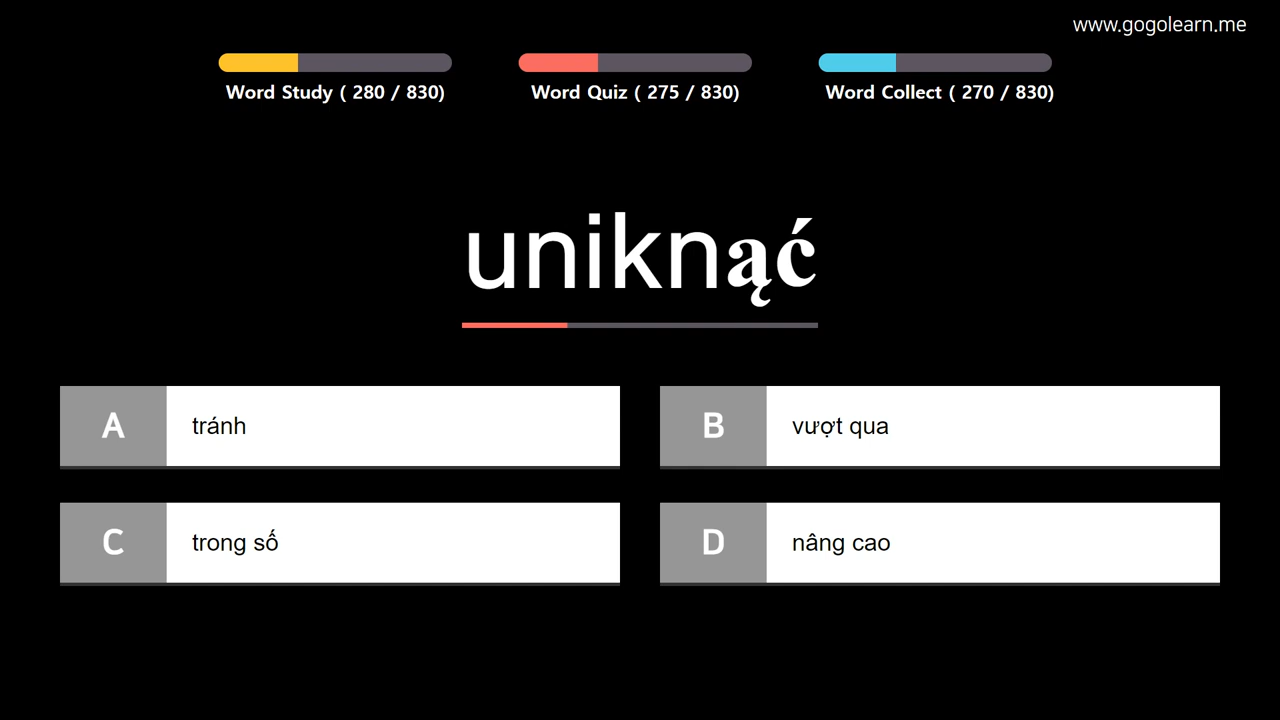 www.gogolearn.me
Word Study ( 280 / 830)
Word Quiz ( 275 / 830)
Word Collect ( 270 / 830)
uniknąć
A tránh
B vượt qua
C trong số
D nâng cao